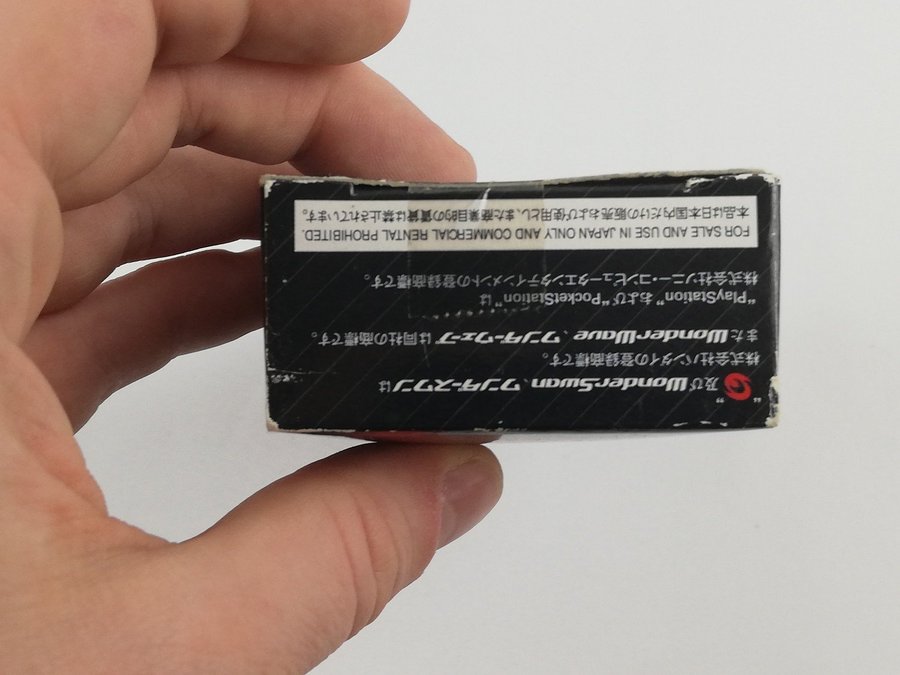 “ ” 及び WonderSwan、ワンダースワン は
株式会社バンダイの登録商標です。
また WonderWave、ワンダーウェーブ は同社の商標です。
“PlayStation” および “PocketStation” は
株式会社ソニー・コンピュータエンタテインメントの登録商標です。
FOR SALE AND USE IN JAPAN ONLY AND COMMERCIAL RENTAL PROHIBITED.
本品は日本国内だけの販売および使用とし、また商業目的の賃貸は禁止されています。